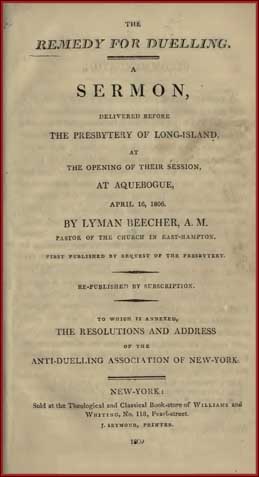 THE
REMEDY FOR DUELLING.
A
SERMON,
DELIVERED BEFORE
THE PRESBYTERY OF LONG-ISLAND,
AT
THE OPENING OF THEIR SESSION,
AT AQUEBOGUE,
APRIL 16, 1806.
BY LYMAN BEECHER, A. M.
PASTOR OF THE CHURCH IN EAST-HAMPTON.
FIRST PUBLISHED BY REQUEST OF THE PRESBYTERY.
RE-PUBLISHED BY SUBSCRIPTION.
TO WHICH IS ANNEXED,
THE RESOLUTIONS AND ADDRESS
OF THE
ANTI-DUELLING ASSOCIATION OF NEW-YORK.
NEW-YORK:
Sold at the Theological and Classical Book-store of WILLIAMS and
WHITING, No. 118, Pearl-street.
J. SEYMOUR, PRINTER.
1809